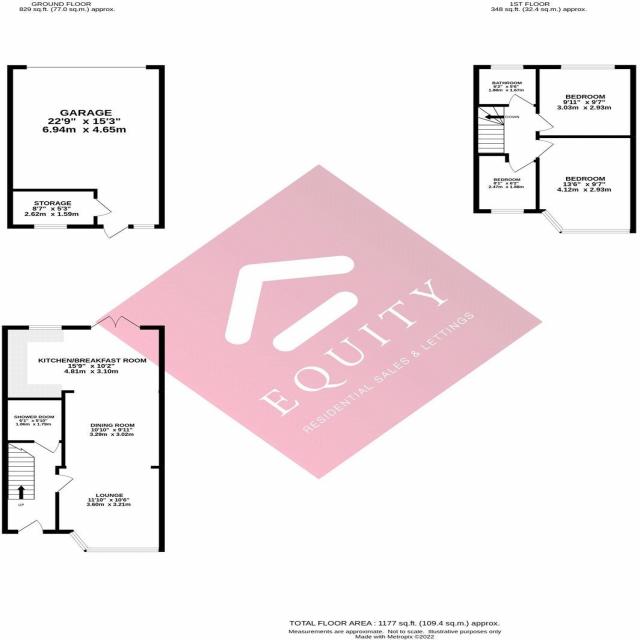 GROUND FLOOR
829 sq.ft. (77.0 sq.m.) approx.
1ST FLOOR
348 sq.ft. (32.4 sq.m.) approx.
GARAGE
22'9" x 15'3"
6.94m x 4.65m
STORAGE
8'7" x 5'3"
2.62m x 1.59m
BATHROOM
6'2" x 5'6"
1.88m x 1.67m
BEDROOM
9'11" x 9'7"
3.03m x 2.93m
DOWN
BEDROOM
8'1" x 6'2"
2.47m x 1.88m
BEDROOM
13'6" x 9'7"
4.12m x 2.93m
EQUITY
RESIDENTIAL SALES & LETTINGS
KITCHEN/BREAKFAST ROOM
15'9" x 10'2"
4.81m x 3.10m
SHOWER ROOM
6'1" x 5'10"
1.86m x 1.79m
DINING ROOM
10'10" x 9'11"
3.29m x 3.02m
LOUNGE
11'10" x 10'6"
3.60m x 3.21m
UP
TOTAL FLOOR AREA : 1177 sq.ft. (109.4 sq.m.) approx.
Measurements are approximate. Not to scale. Illustrative purposes only
Made with Metropix ©2022